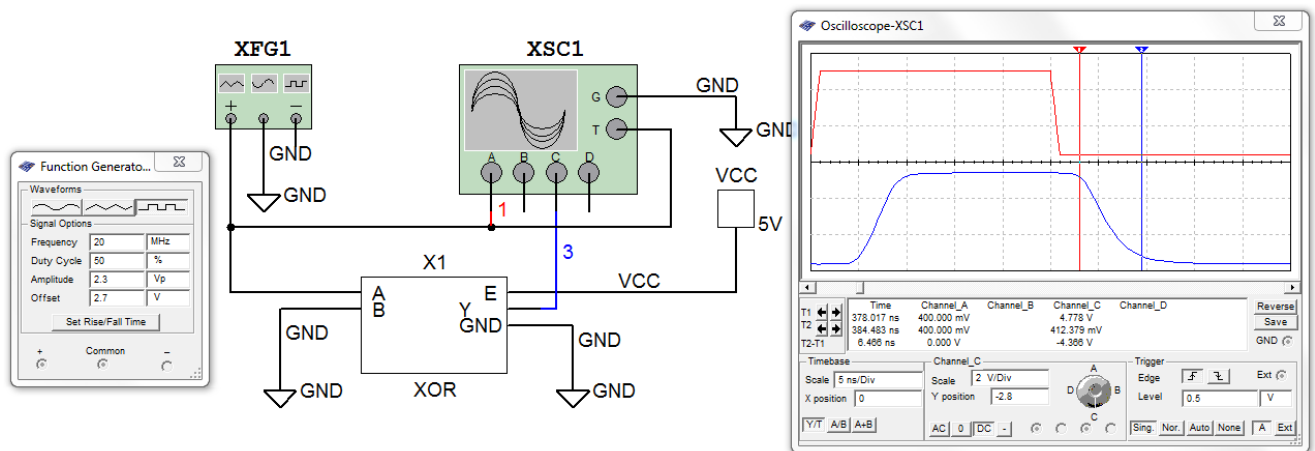 XFG1
+ −
GND
GND
XSC1
G
T
A B C D
GND
GND
VCC
5V
1
3
X1
A
B
E
Y
GND
VCC
XOR
GND
GND
GND
GND
Function Generato...
Waveforms
Signal Options
Frequency 20 MHz
Duty Cycle 50 %
Amplitude 2.3 Vp
Offset 2.7 V
Set Rise/Fall Time
+ Common −
Oscilloscope-XSC1
Time Channel_A Channel_B Channel_C Channel_D
T1 378.017 ns 400.000 mV 4.778 V
T2 384.483 ns 400.000 mV 412.379 mV
T2-T1 6.466 ns 0.000 V -4.366 V
Reverse
Save
GND
Timebase
Scale 5 ns/Div
X position 0
Y/T A/B A+B
Channel_C
Scale 2 V/Div
Y position -2.8
AC 0 DC -
A
D B
C
Trigger
Edge Ext
Level 0.5 V
Sing. Nor. Auto None A Ext